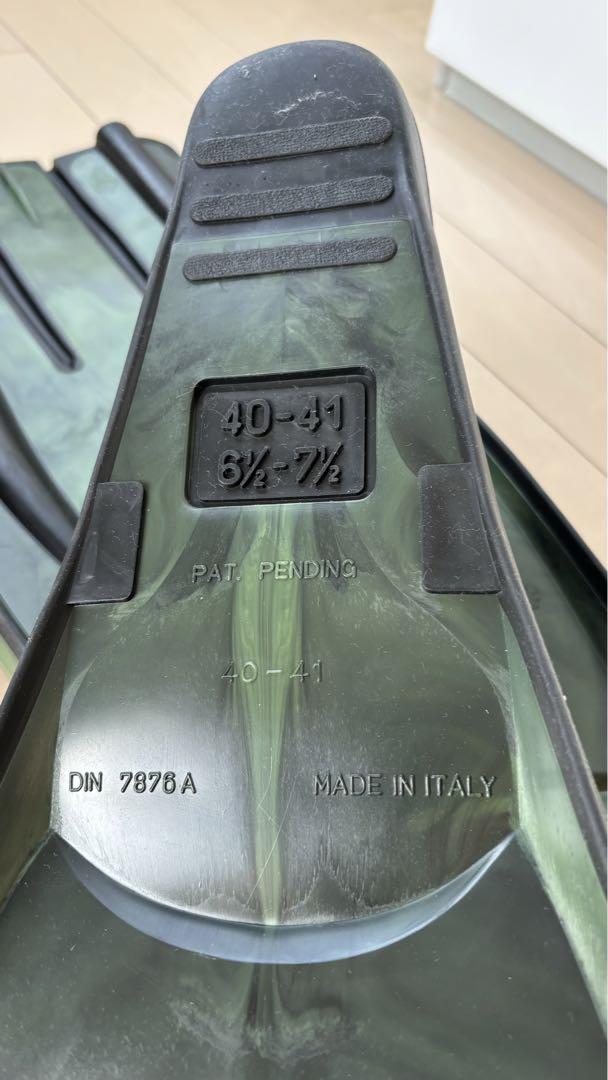 40-41
6½-7½
PAT. PENDING
40-41
DIN 7876 A
MADE IN ITALY